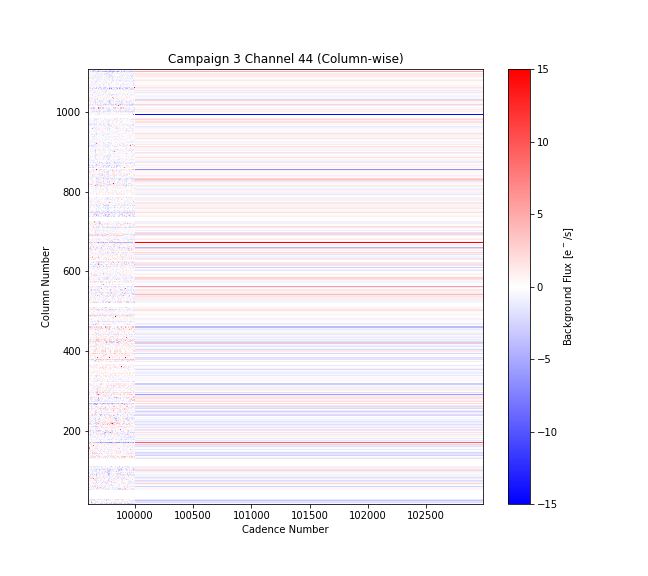 Campaign 3 Channel 44 (Column-wise)
1000
800
600
400
200
Column Number
100000 100500 101000 101500 102000 102500
Cadence Number
15
10
5
0
−5
−10
−15
Background Flux [e⁻/s]